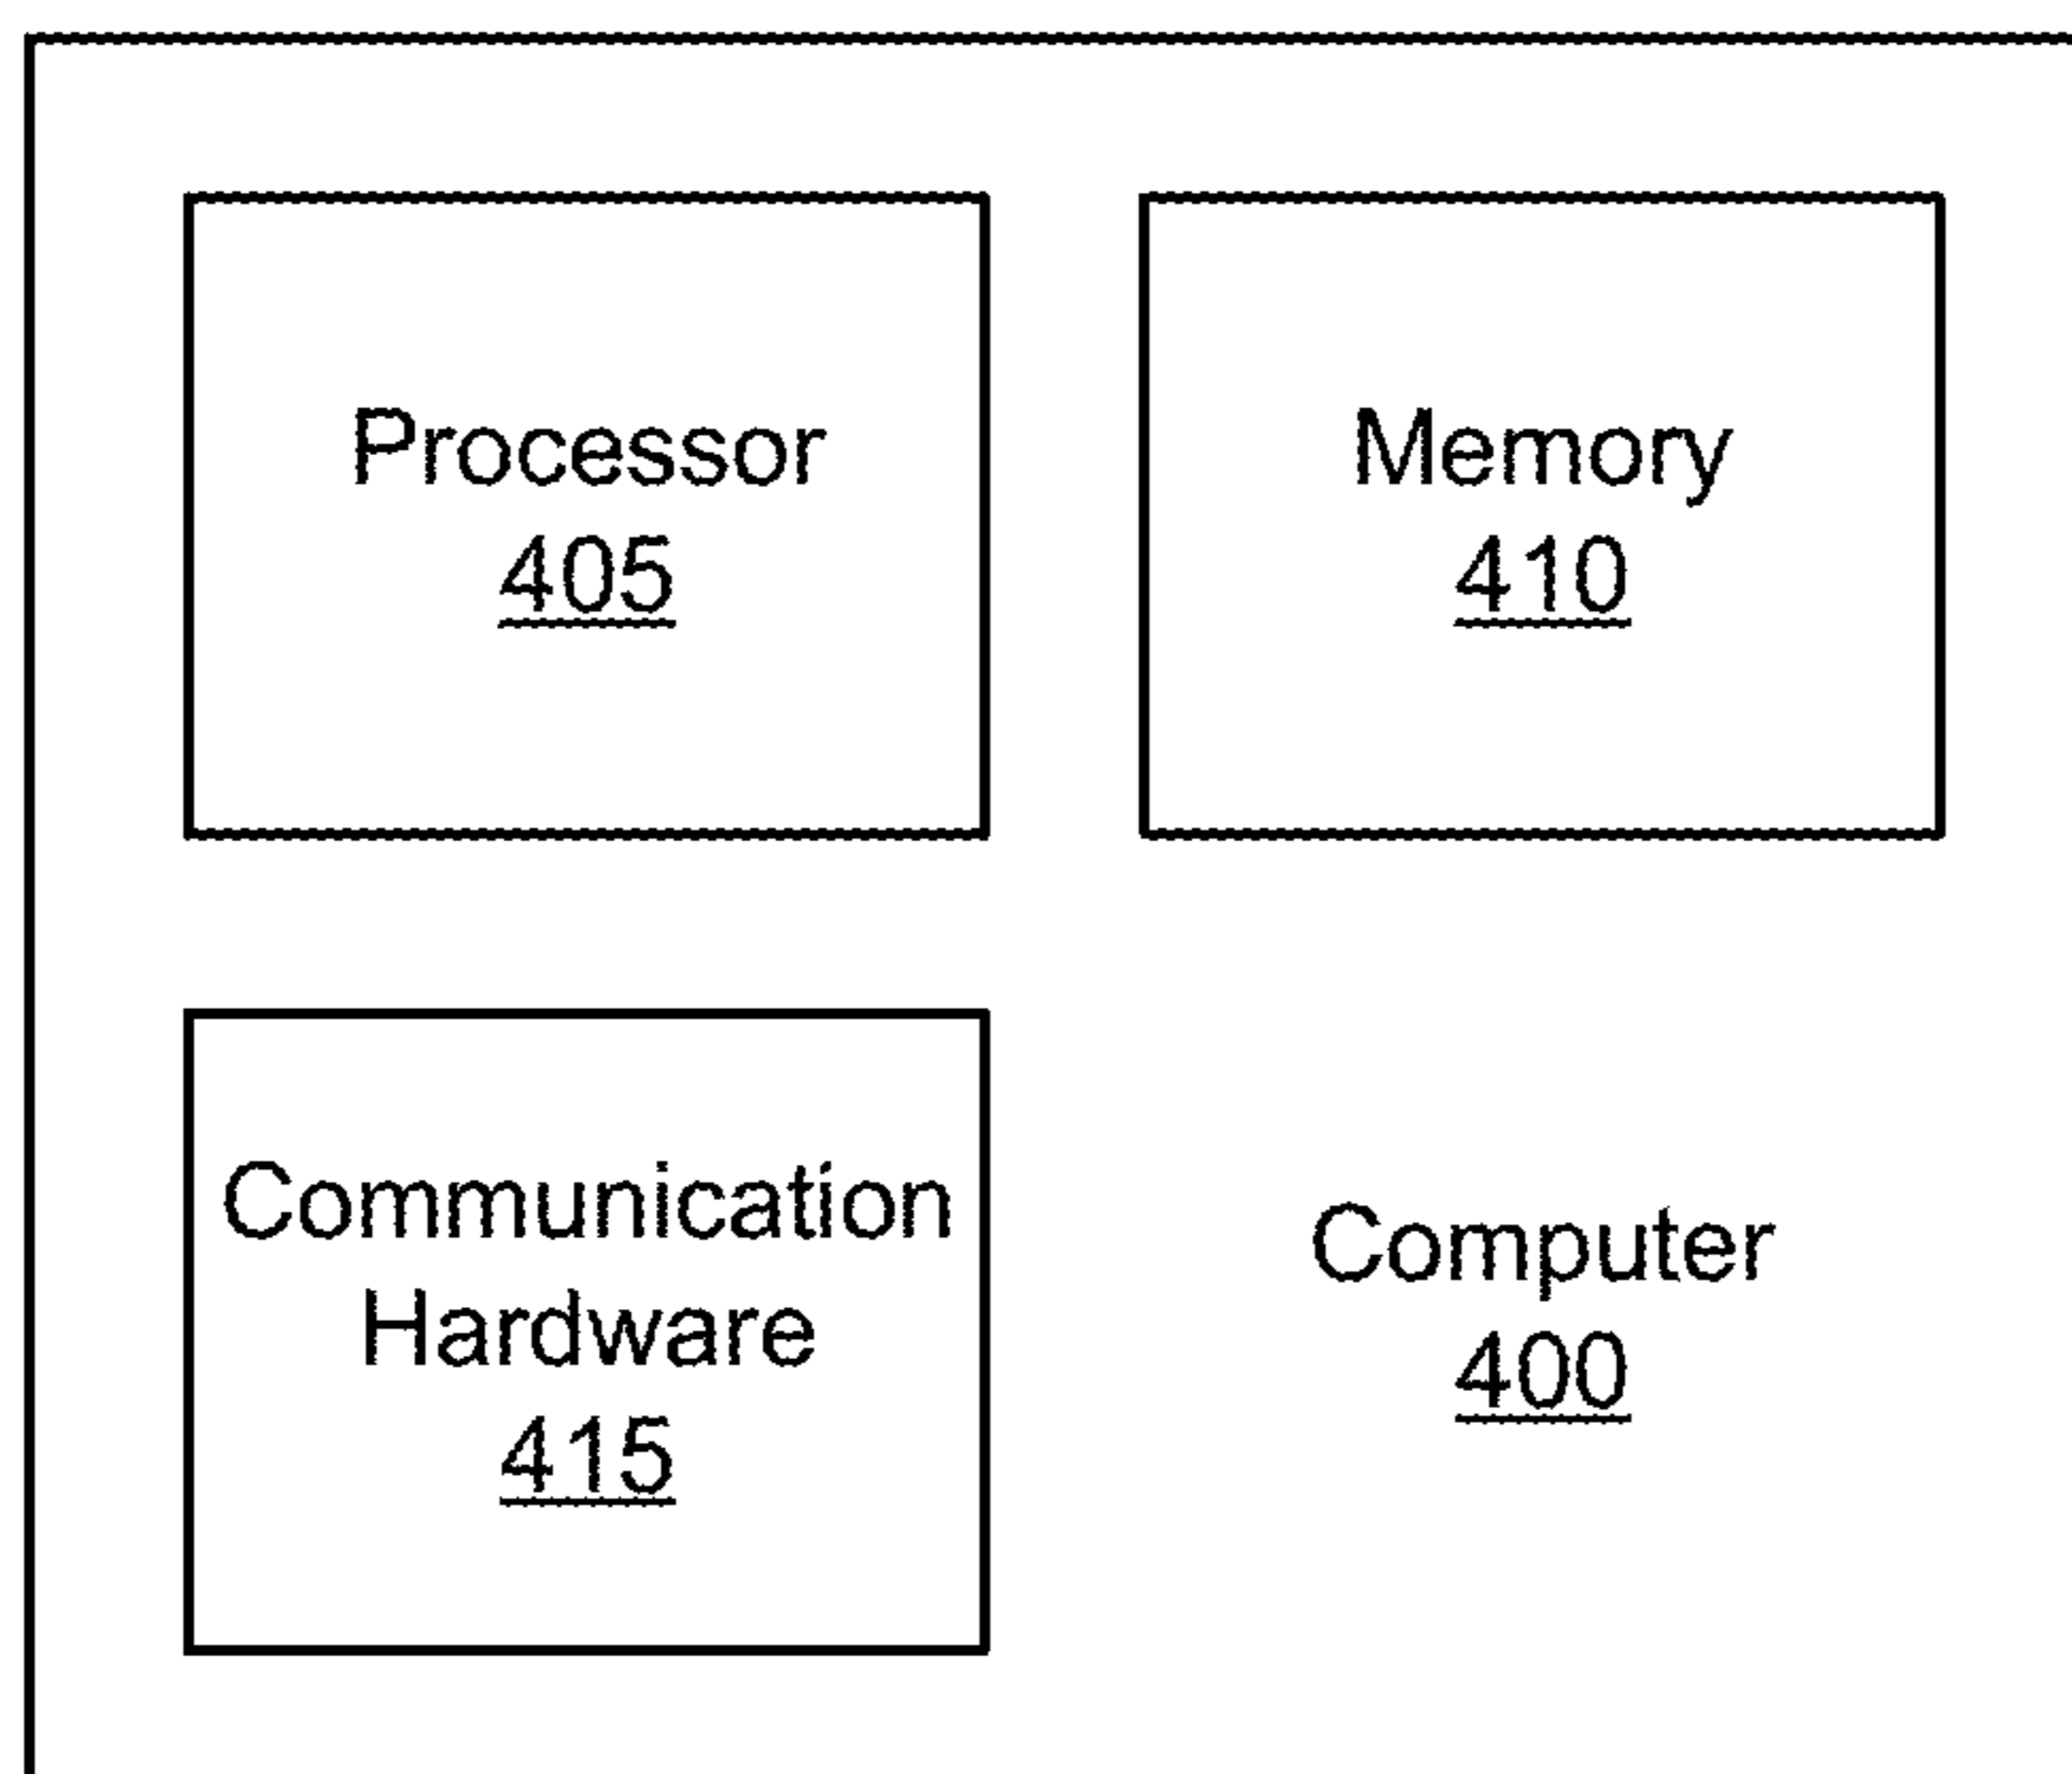 Processor
405
Memory
410
Communication
Hardware
415
Computer
400